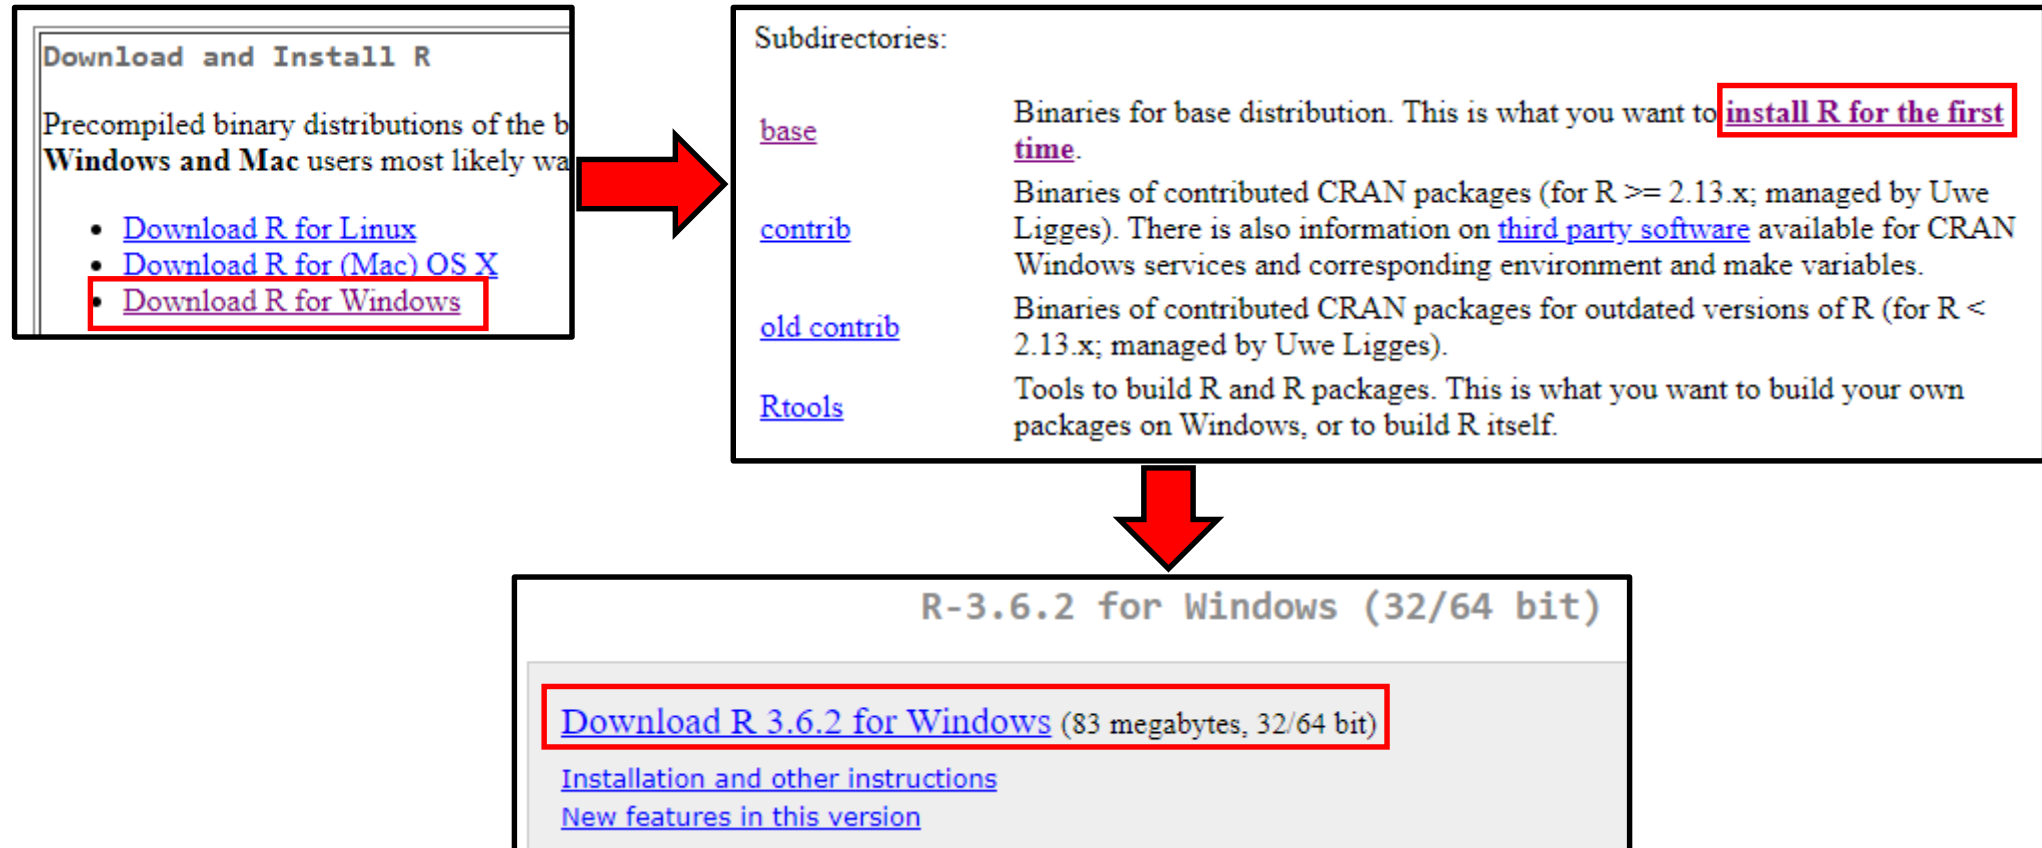 Download and Install R
Precompiled binary distributions of the b
Windows and Mac users most likely wa
Download R for Linux
Download R for (Mac) OS X
Download R for Windows
Subdirectories:
base
Binaries for base distribution. This is what you want to install R for the first
time.
contrib
Binaries of contributed CRAN packages (for R >= 2.13.x; managed by Uwe
Ligges). There is also information on third party software available for CRAN
Windows services and corresponding environment and make variables.
old contrib
Binaries of contributed CRAN packages for outdated versions of R (for R <
2.13.x; managed by Uwe Ligges).
Rtools
Tools to build R and R packages. This is what you want to build your own
packages on Windows, or to build R itself.
R-3.6.2 for Windows (32/64 bit)
Download R 3.6.2 for Windows (83 megabytes, 32/64 bit)
Installation and other instructions
New features in this version